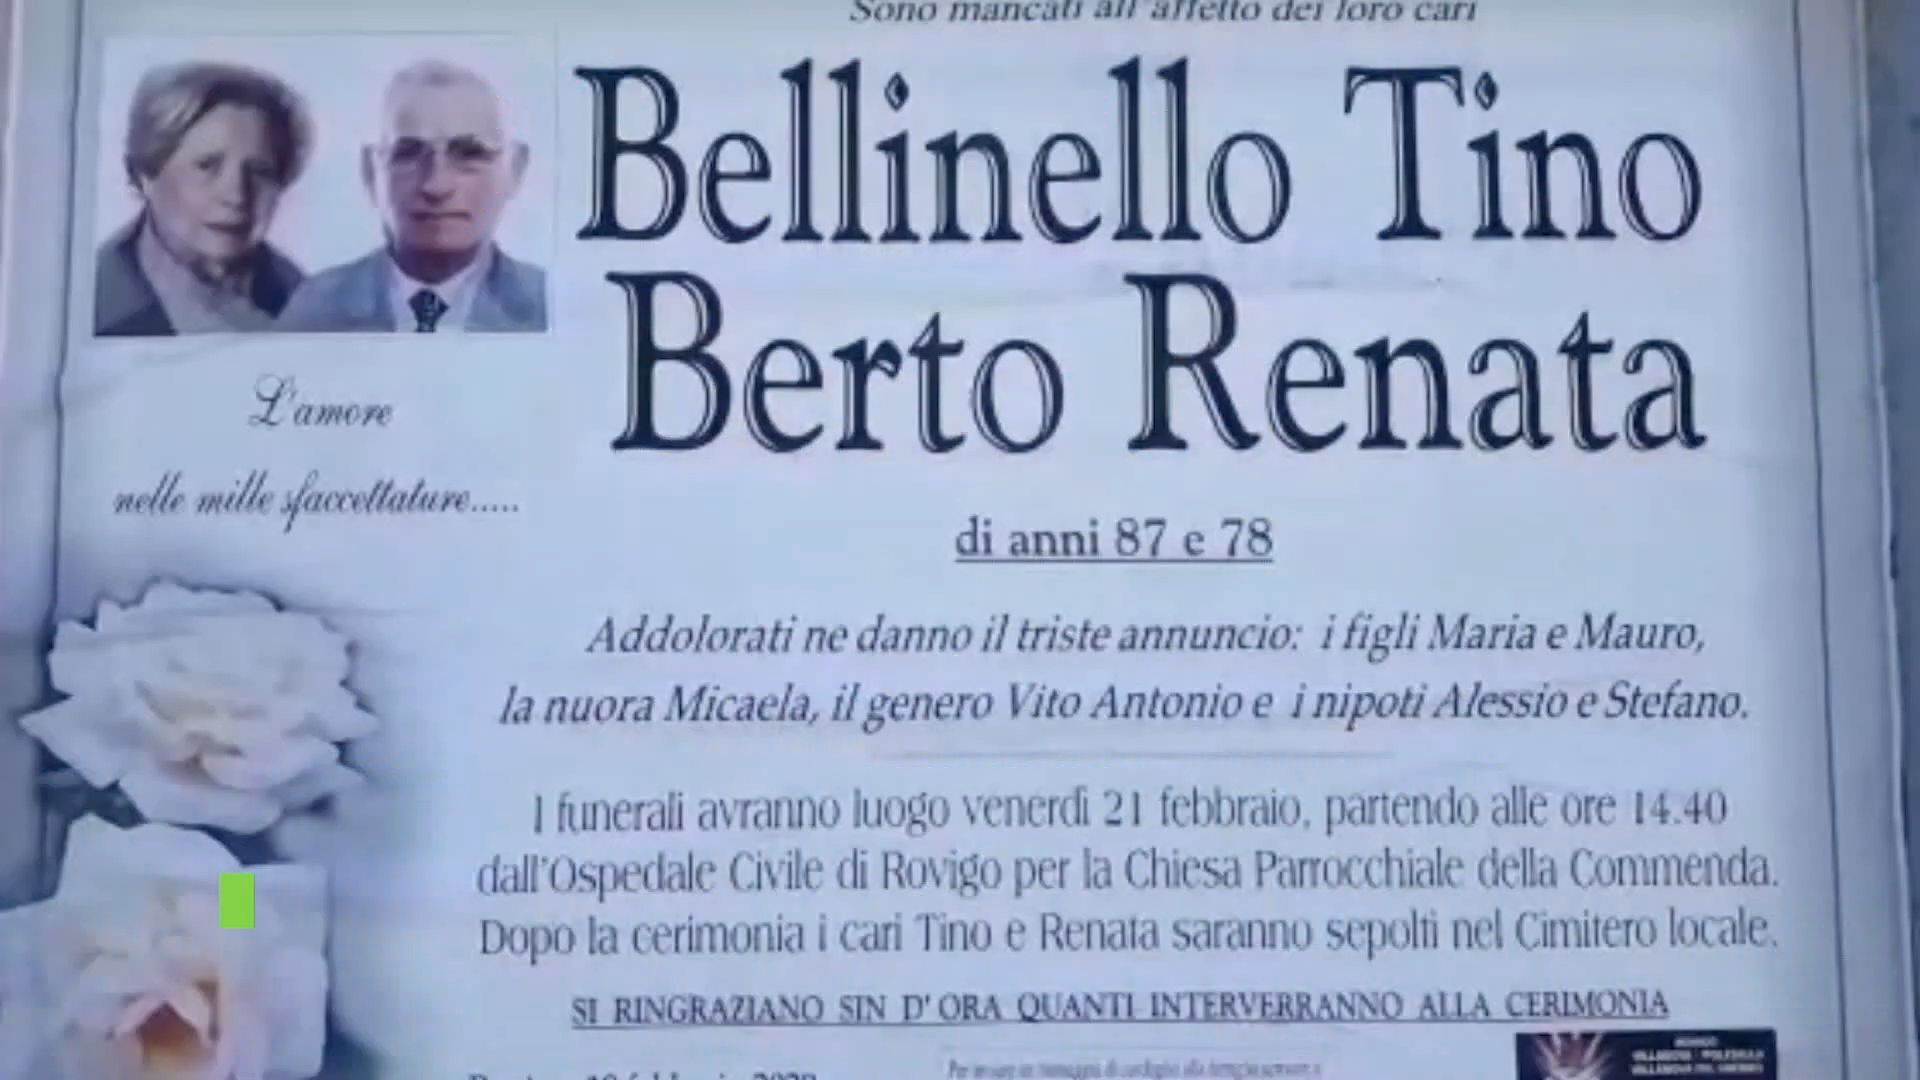 Sono mancati all'affetto dei loro cari
Bellinello Tino
Berto Renata
L'amore
nelle mille sfaccettature.....
di anni 87 e 78
Addolorati ne danno il triste annuncio: i figli Maria e Mauro,
la nuora Micaela, il genero Vito Antonio e i nipoti Alessio e Stefano.
I funerali avranno luogo venerdì 21 febbraio, partendo alle ore 14.40
dall'Ospedale Civile di Rovigo per la Chiesa Parrocchiale della Commenda.
Dopo la cerimonia i cari Tino e Renata saranno sepolti nel Cimitero locale.
SI RINGRAZIANO SIN D'ORA QUANTI INTERVERRANNO ALLA CERIMONIA